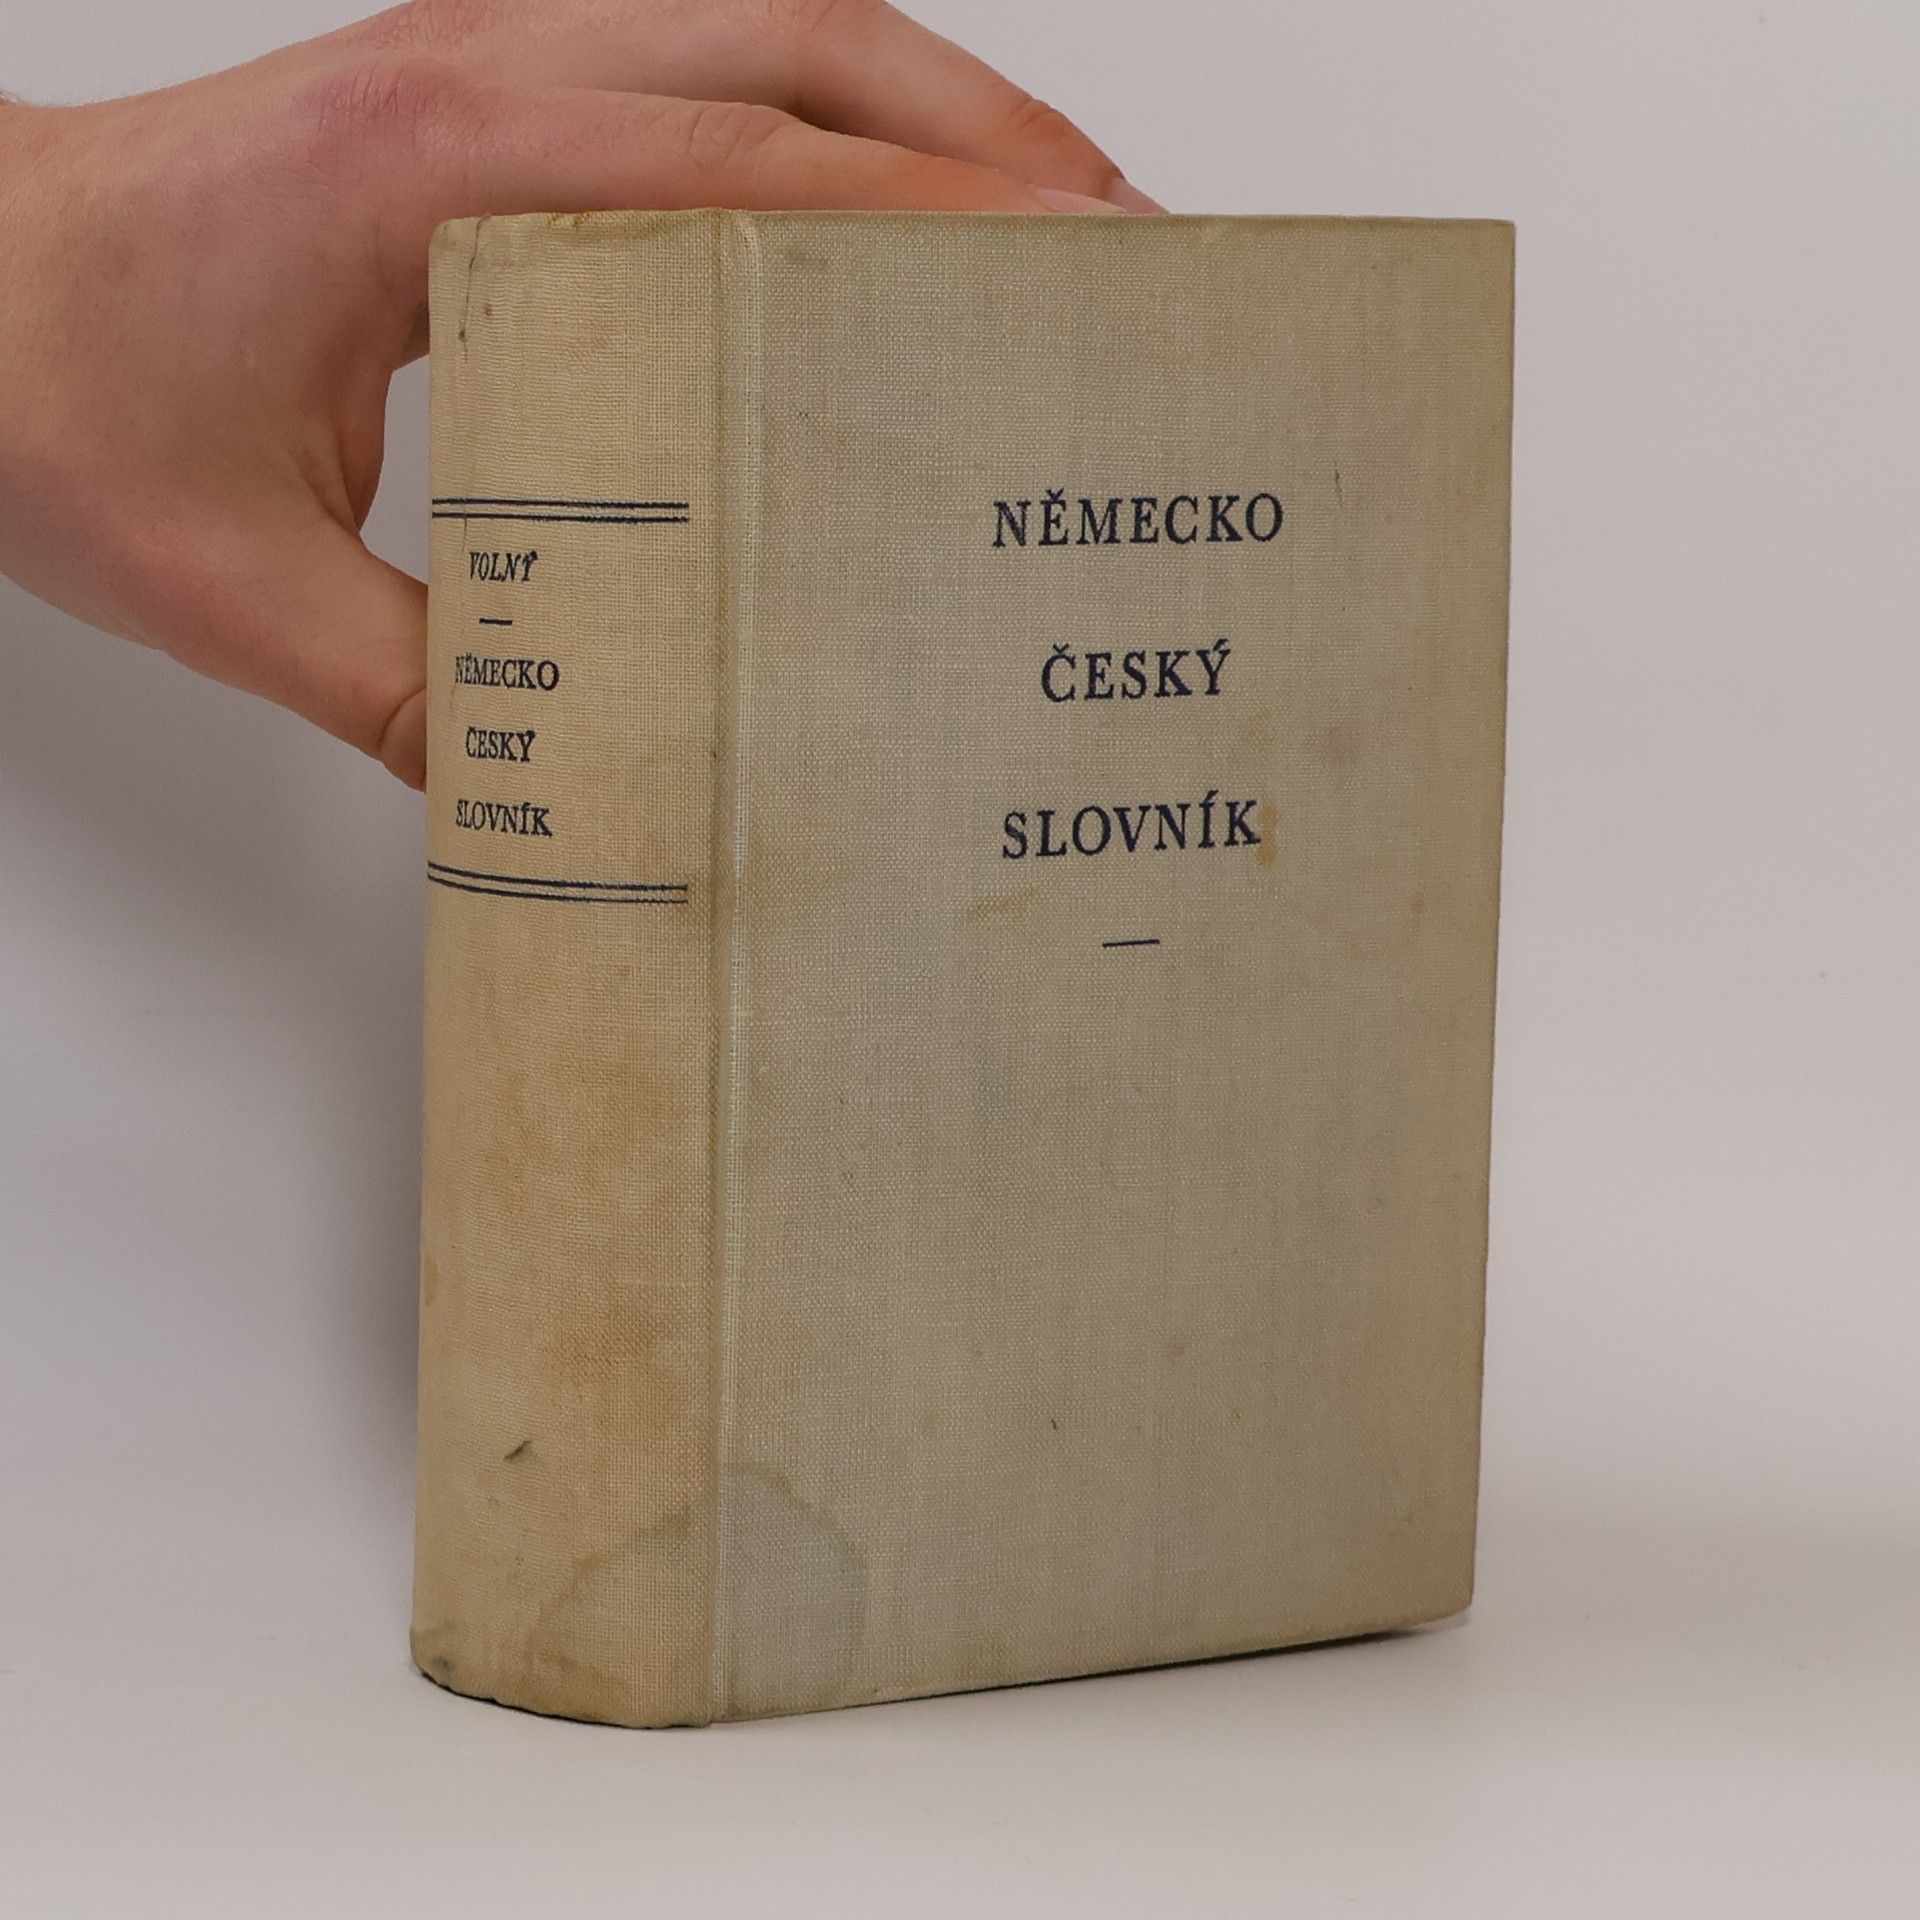 VOLNÝ
NĚMECKO
ČESKÝ
SLOVNÍK
NĚMECKO
ČESKÝ
SLOVNÍK